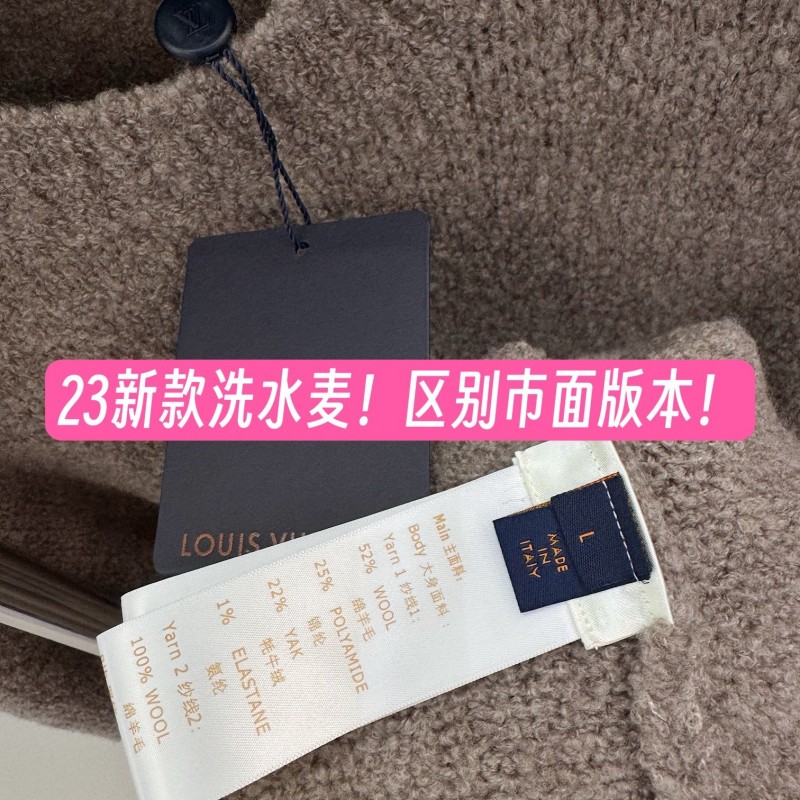 LV
23新款洗水麦！区别市面版本！
LOUIS VU
L
MADE
IN
ITALY
Main 主面料：
Body 大身面料：
Yarn 1 纱线1：
52% WOOL
绵羊毛
25% POLYAMIDE
锦纶
22% YAK
牦牛绒
1% ELASTANE
氨纶
Yarn 2 纱线2：
100% WOOL
绵羊毛